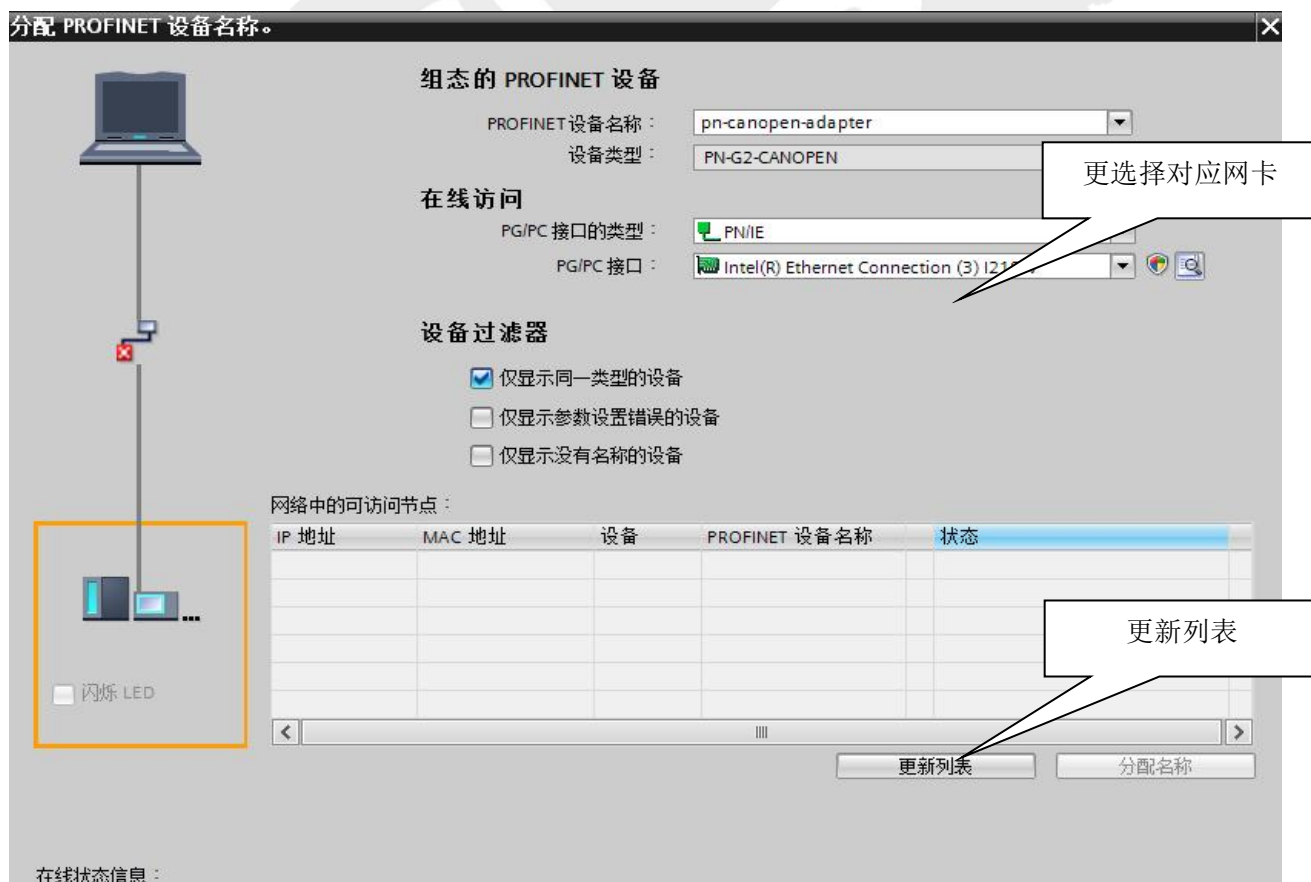 分配 PROFINET 设备名称。
组态的 PROFINET 设备
PROFINET设备名称：
pn-canopen-adapter
设备类型：
PN-G2-CANOPEN
更选择对应网卡
在线访问
PG/PC 接口的类型：
PN/IE
PG/PC 接口：
Intel(R) Ethernet Connection (3)
设备过滤器
仅显示同一类型的设备
仅显示参数设置错误的设备
仅显示没有名称的设备
网络中的可访问节点：
IP 地址 MAC 地址 设备 PROFINET 设备名称 状态
更新列表
闪烁 LED
更新列表 分配名称
在线状态信息：